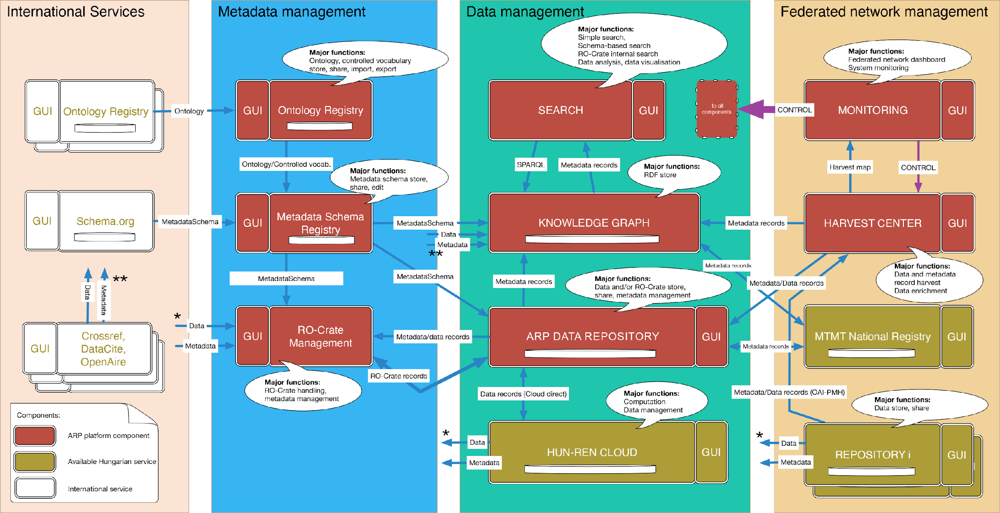 International Services
GUI
Ontology Registry
Ontology
GUI
Schema.org
MetadataSchema
Data
Metadata
**
GUI
Crossref,
DataCite,
OpenAire
*
Data
Metadata
Components:
ARP platform component
Available Hungarian service
International service
Metadata management
Major functions:
Ontology, controlled vocabulary
store, share, import, export
GUI
Ontology Registry
Ontology/Controlled vocab.
Major functions:
Metadata schema store,
share, edit
GUI
Metadata Schema
Registry
MetadataSchema
Data
Metadata
**
MetadataSchema
MetadataSchema
GUI
RO-Crate
Management
Metadata/data records
RO-Crate records
Major functions:
RO-Crate handling,
metadata management
Data management
Major functions:
Simple search,
Schema-based search
RO-Crate internal search
Data analysis, data visualisation
SEARCH
GUI
to all
components
SPARQL
Metadata records
Major functions:
RDF store
KNOWLEDGE GRAPH
Metadata records
Metadata records
Major functions:
Data and/or RO-Crate store,
share, metadata management
ARP DATA REPOSITORY
GUI
Data records (Cloud direct)
Major functions:
Computation
Data management
*
Data
Metadata
HUN-REN CLOUD
GUI
Federated network management
Major functions:
Federated network dashboard
System monitoring
CONTROL
MONITORING
GUI
Harvest map
CONTROL
Metadata records
HARVEST CENTER
GUI
Major functions:
Data and metadata
record harvest
Data enrichment
Metadata/Data records
MTMT National Registry
GUI
Metadata records
Metadata/Data records (OAI-PMH)
Major functions:
Data store, share
*
Data
Metadata
REPOSITORY i
GUI